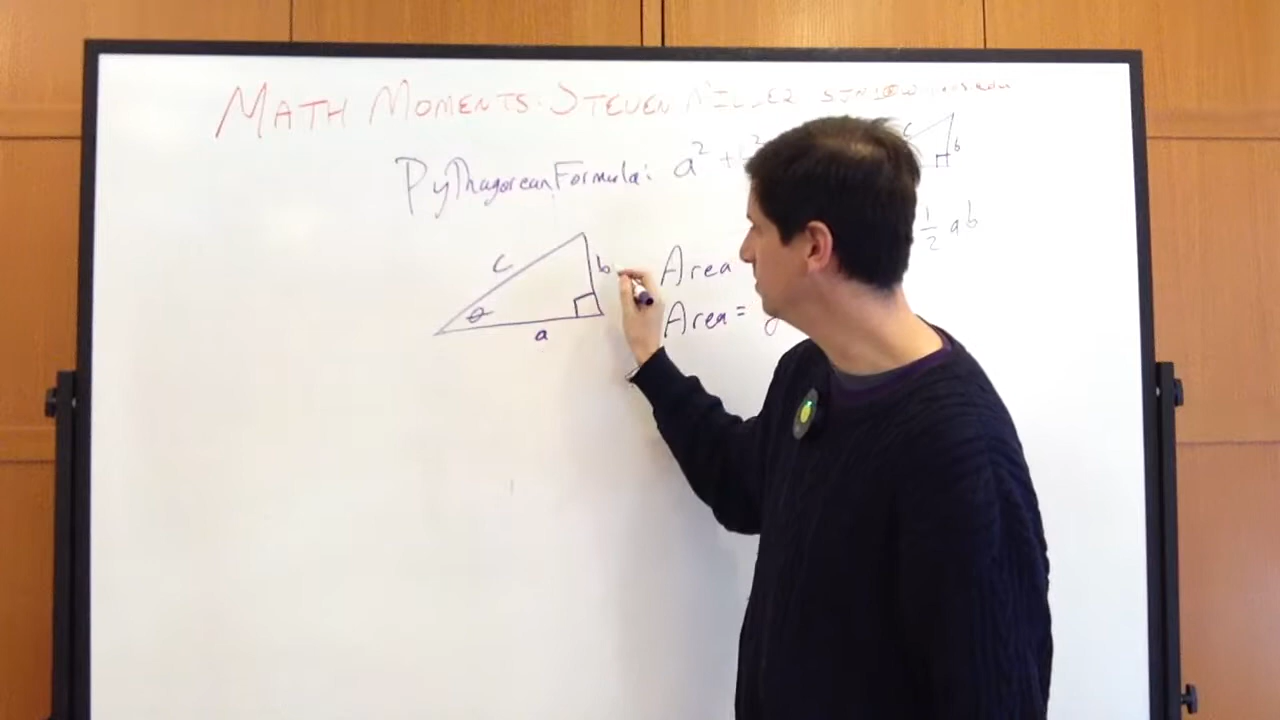 MATH MOMENTS: STEVEN MILLER
Pythagorean Formula: a² +
c
b
½ ab
c
b
Area
θ
Area =
a